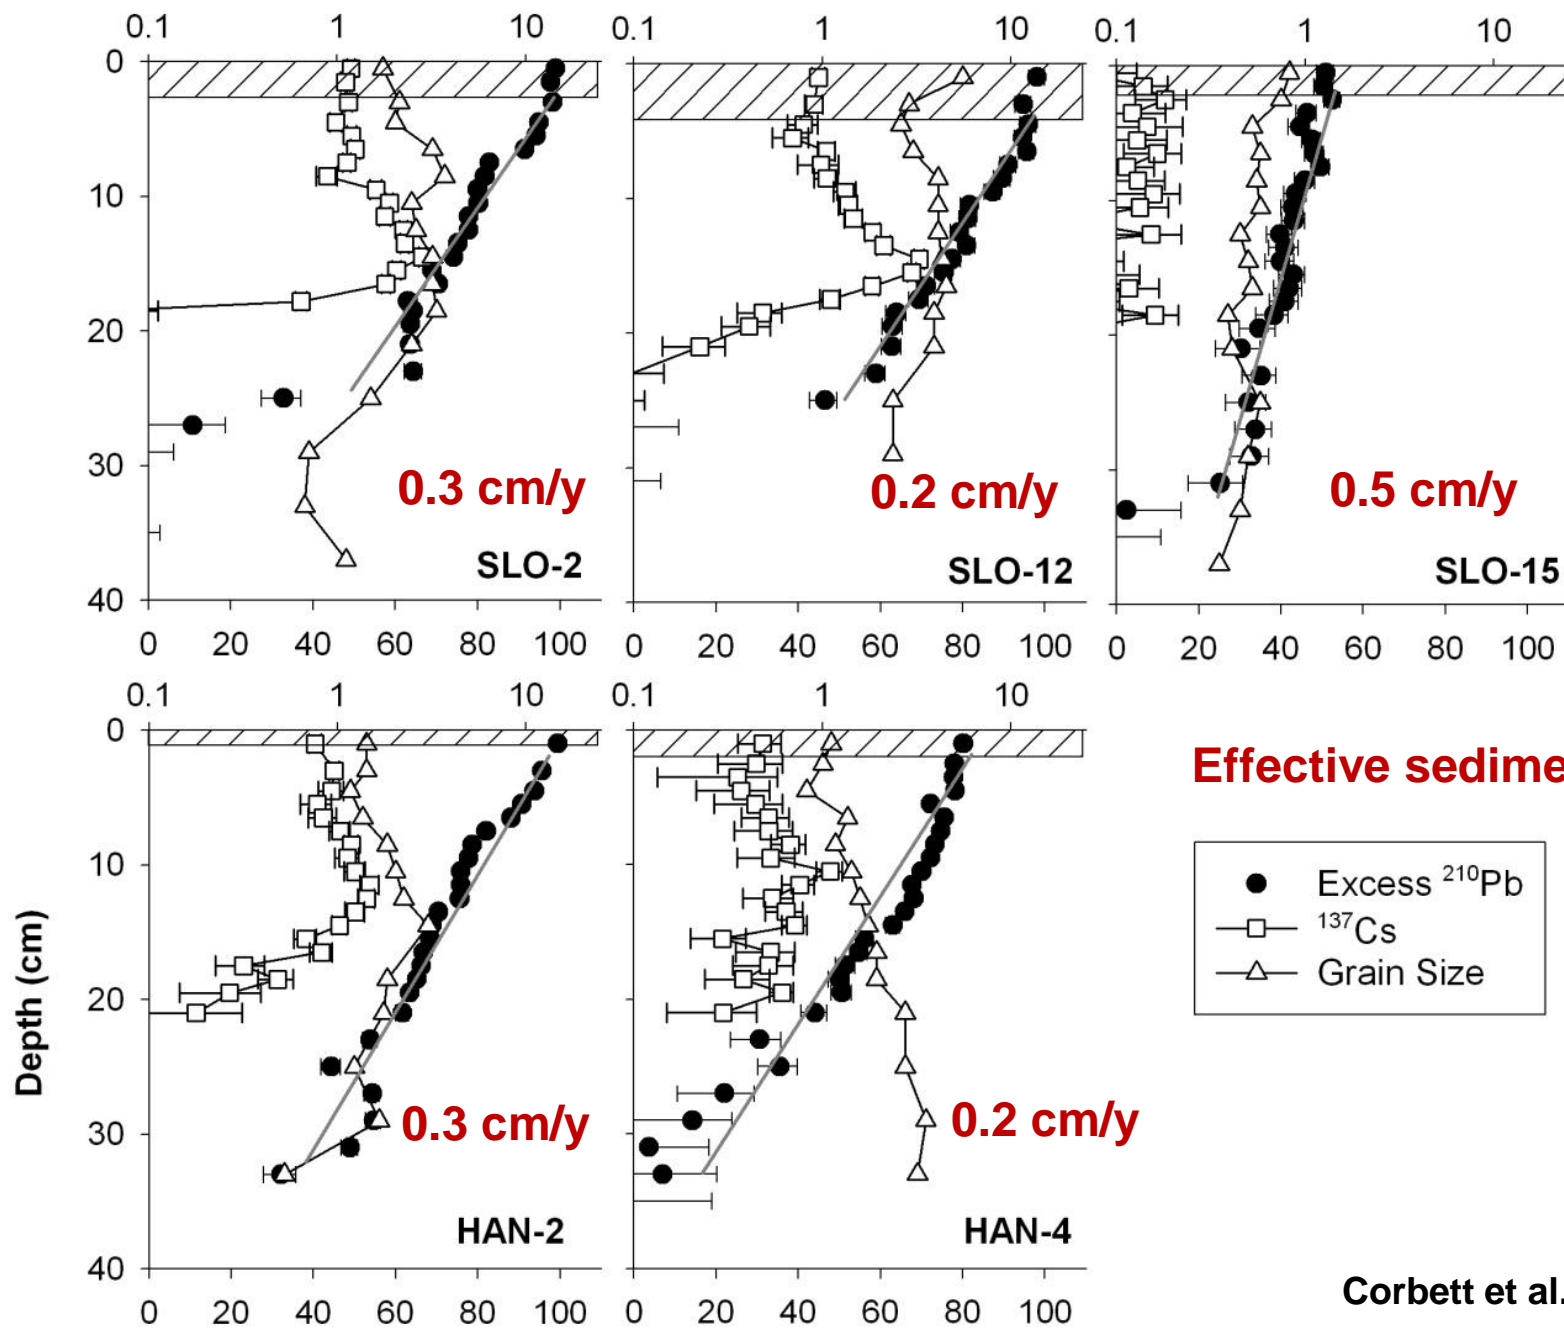 0.1 1 10
0.1 1 10
0.1 1 10
0
10
20
30
40
0.3 cm/y
SLO-2
0.2 cm/y
SLO-12
0.5 cm/y
SLO-15
0 20 40 60 80 100
0 20 40 60 80 100
0 20 40 60 80 100
0.1 1 10
0.1 1 10
0
10
20
30
40
Depth (cm)
0.3 cm/y
HAN-2
0.2 cm/y
HAN-4
0 20 40 60 80 100
0 20 40 60 80 100
Effective sedime
Excess ²¹⁰Pb
¹³⁷Cs
Grain Size
Corbett et al.